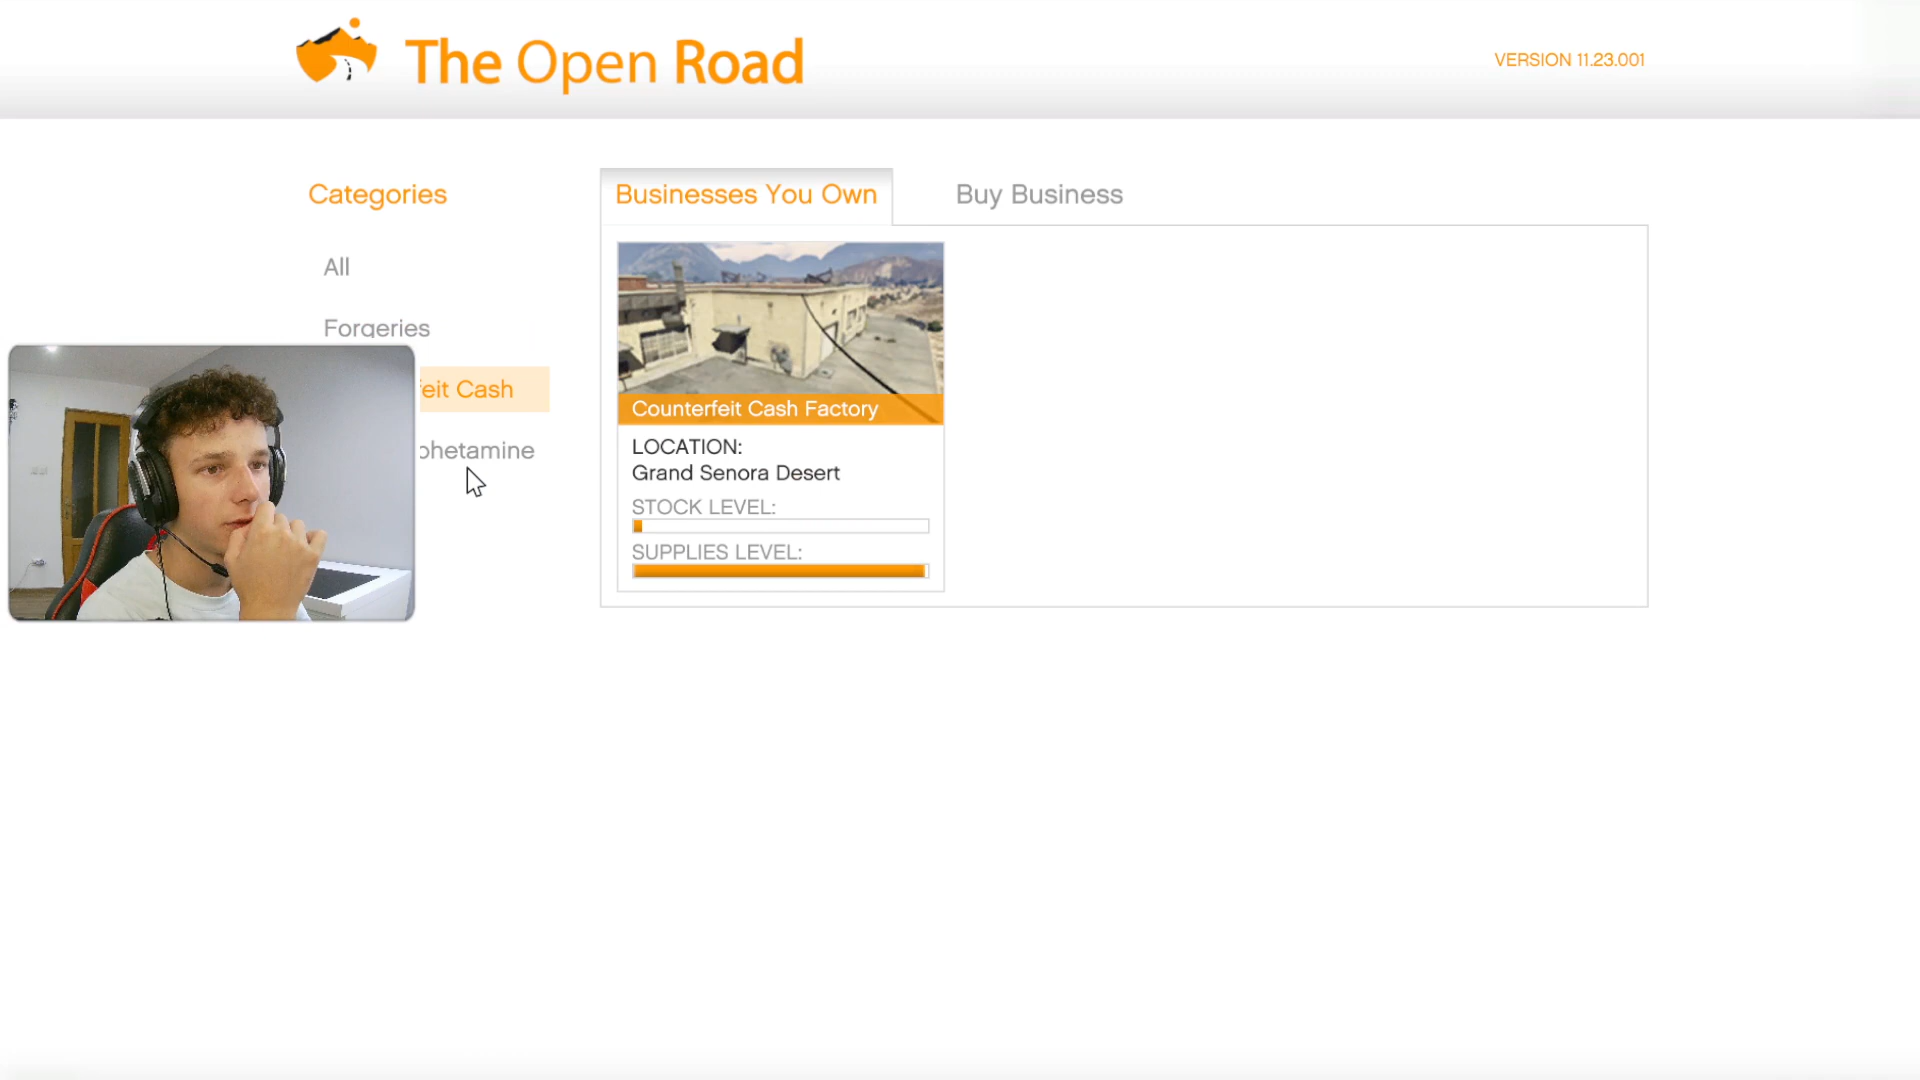 The Open Road
VERSION 11.23.001
Categories
Businesses You Own
Buy Business
All
Forgeries
feit Cash
phetamine
Counterfeit Cash Factory
LOCATION:
Grand Senora Desert
STOCK LEVEL:
SUPPLIES LEVEL: